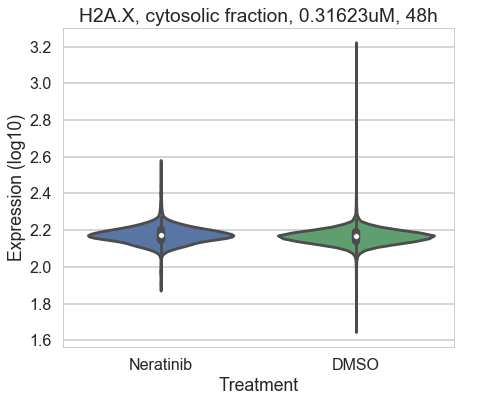 H2A.X, cytosolic fraction, 0.31623uM, 48h
Expression (log10)
3.2
3.0
2.8
2.6
2.4
2.2
2.0
1.8
1.6
Neratinib DMSO
Treatment